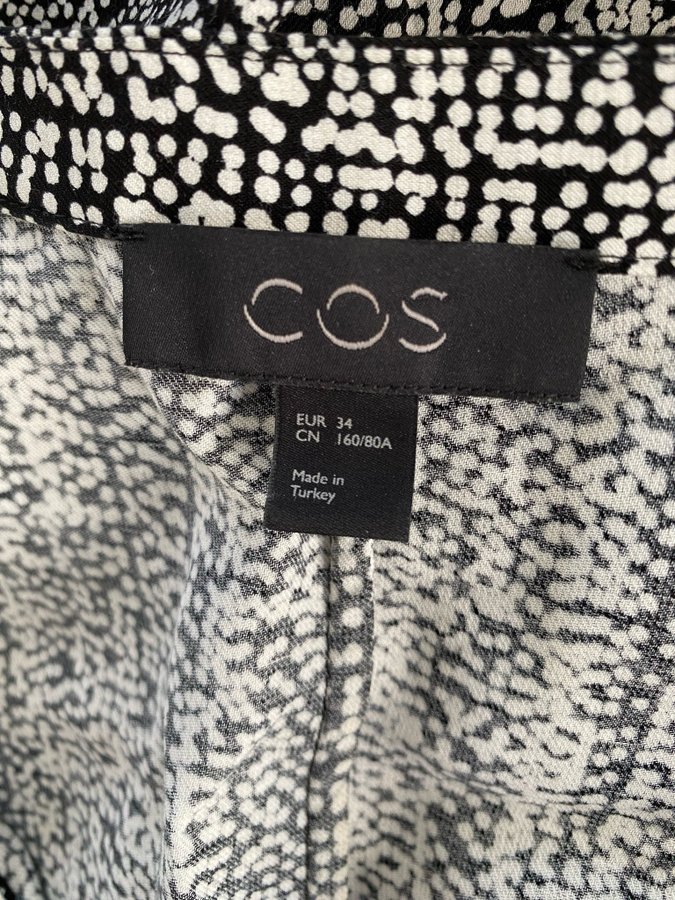 COS
EUR 34
CN 160/80A
Made in
Turkey